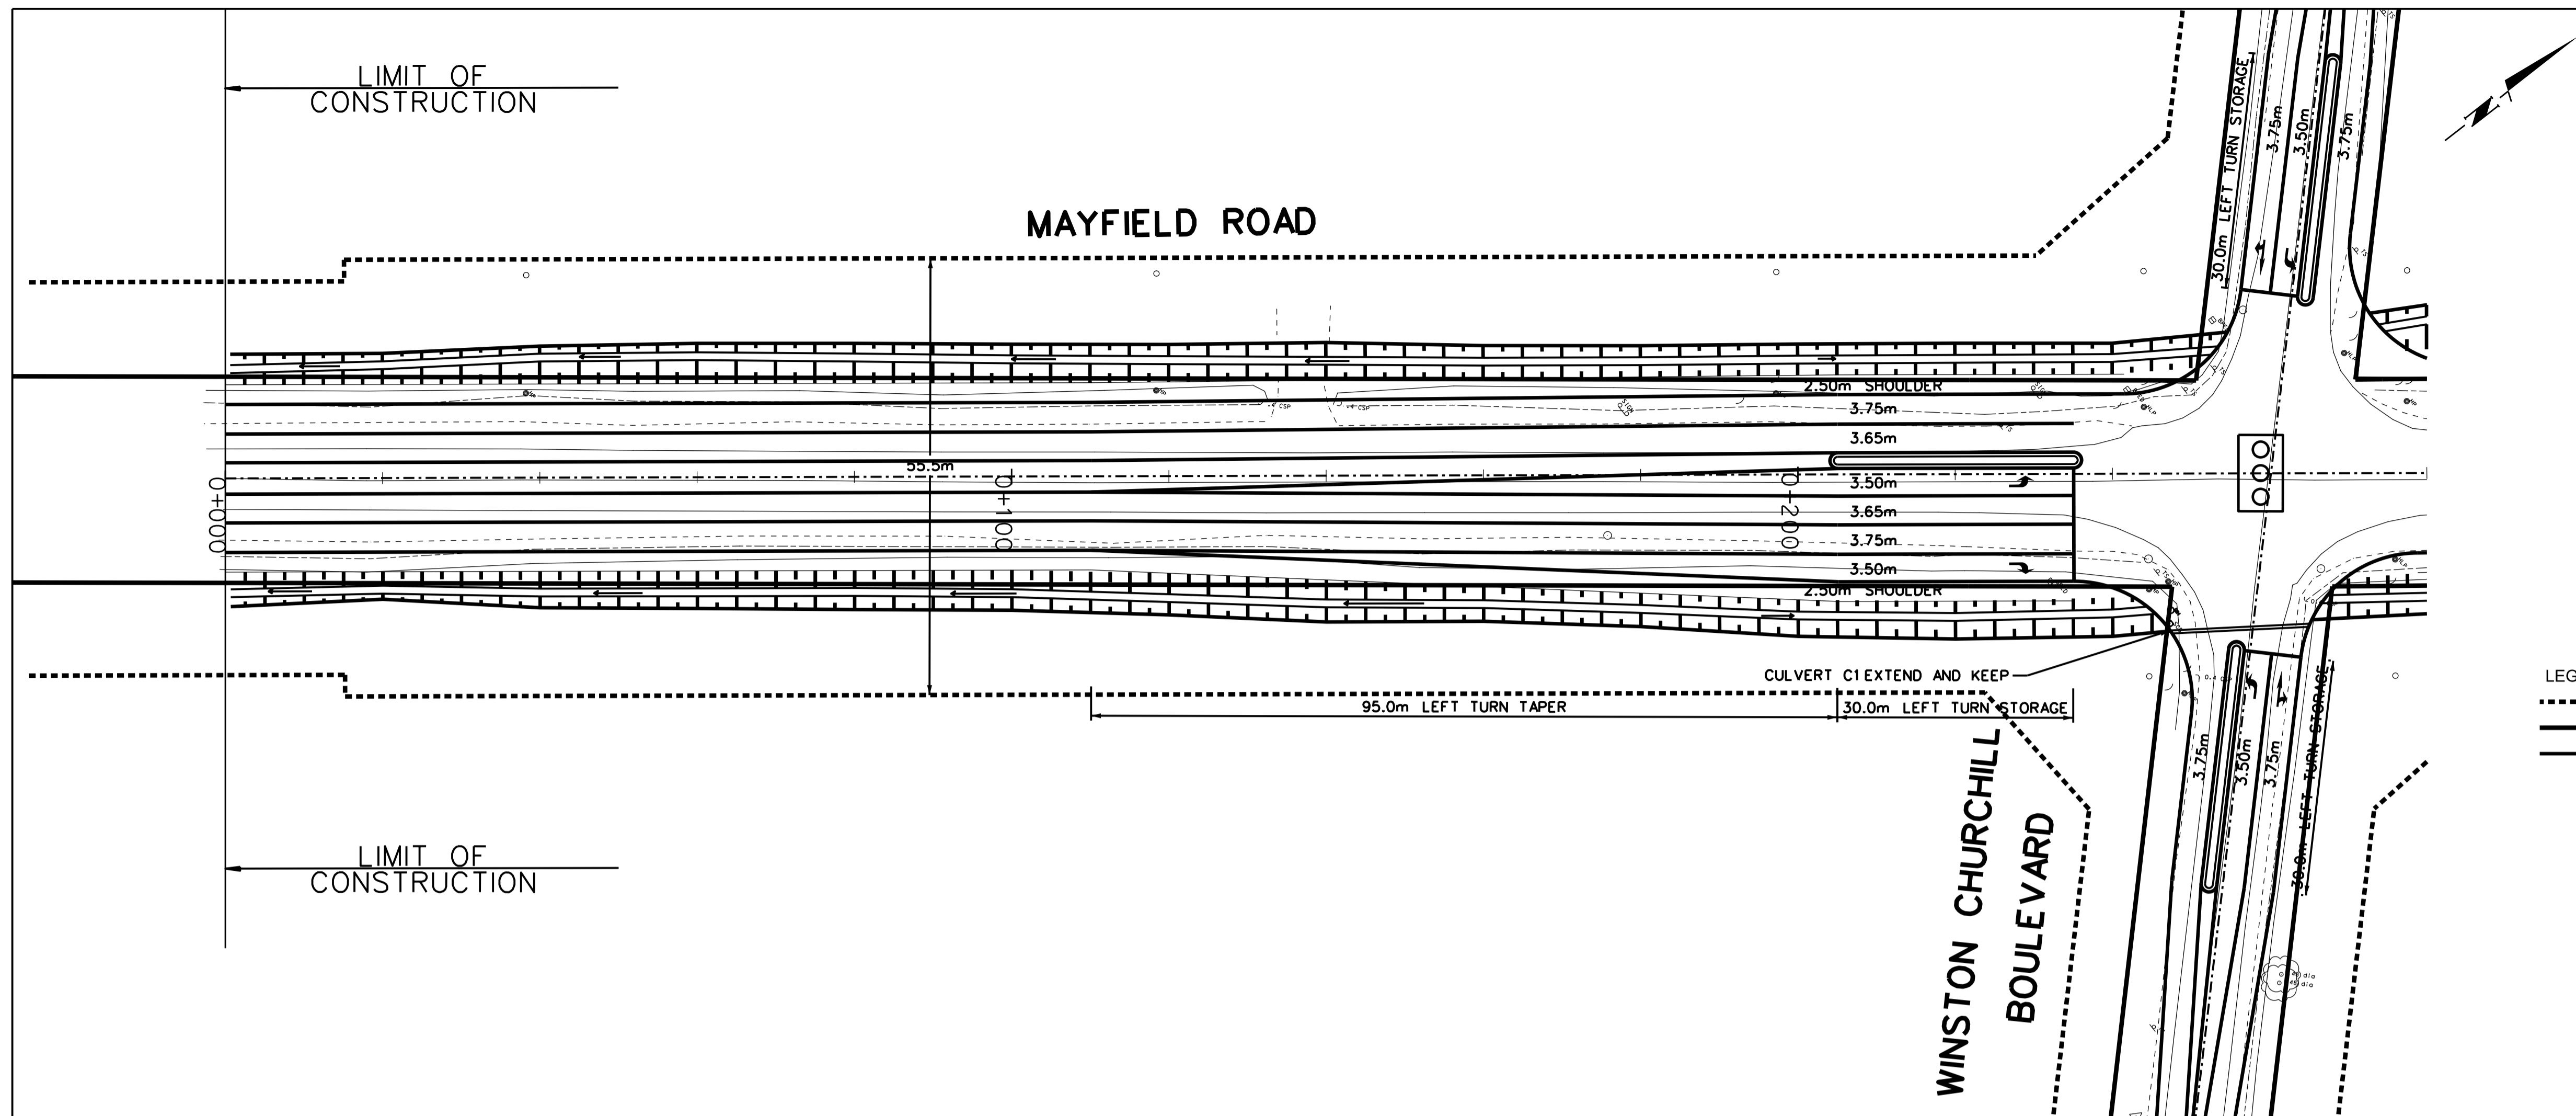 LIMIT OF
CONSTRUCTION
MAYFIELD ROAD
30.0m LEFT TURN STORAGE
3.75m
3.50m
3.75m
2.50m SHOULDER
3.75m
3.65m
55.5m
0+000
0+100
0+200
3.50m
3.65m
3.75m
3.50m
2.50m SHOULDER
CULVERT C1 EXTEND AND KEEP
95.0m LEFT TURN TAPER
30.0m LEFT TURN STORAGE
LIMIT OF
CONSTRUCTION
WINSTON CHURCHILL
BOULEVARD
3.75m
3.50m
3.75m
30.0m LEFT TURN STORAGE
LEG